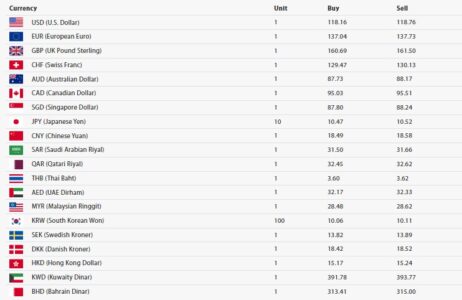 Currency Unit Buy Sell
USD (U.S. Dollar) 1 118.16 118.76
EUR (European Euro) 1 137.04 137.73
GBP (UK Pound Sterling) 1 160.69 161.50
CHF (Swiss Franc) 1 129.47 130.13
AUD (Australian Dollar) 1 87.73 88.17
CAD (Canadian Dollar) 1 95.03 95.51
SGD (Singapore Dollar) 1 87.80 88.24
JPY (Japanese Yen) 10 10.47 10.52
CNY (Chinese Yuan) 1 18.49 18.58
SAR (Saudi Arabian Riyal) 1 31.50 31.66
QAR (Qatari Riyal) 1 32.45 32.62
THB (Thai Baht) 1 3.60 3.62
AED (UAE Dirham) 1 32.17 32.33
MYR (Malaysian Ringgit) 1 28.48 28.62
KRW (South Korean Won) 100 10.06 10.11
SEK (Swedish Kroner) 1 13.82 13.89
DKK (Danish Kroner) 1 18.42 18.52
HKD (Hong Kong Dollar) 1 15.17 15.24
KWD (Kuwaity Dinar) 1 391.78 393.77
BHD (Bahrain Dinar) 1 313.41 315.00